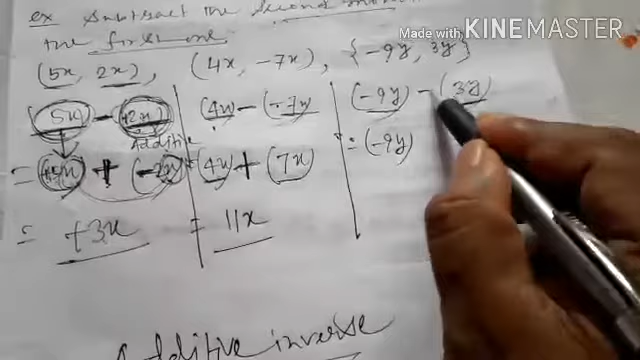 Made with KINEMASTER
ex Subtract the Second
the first one
(5x, 2x), (4x, -7x), {-9y, 3y}
(5x) - (+2x) (4x) - (-7x) (-9y) - (3y)
Additive
= (+5x) + (-2x) (4x) + (7x) = (-9y)
= +3x = 11x
Additive inverse